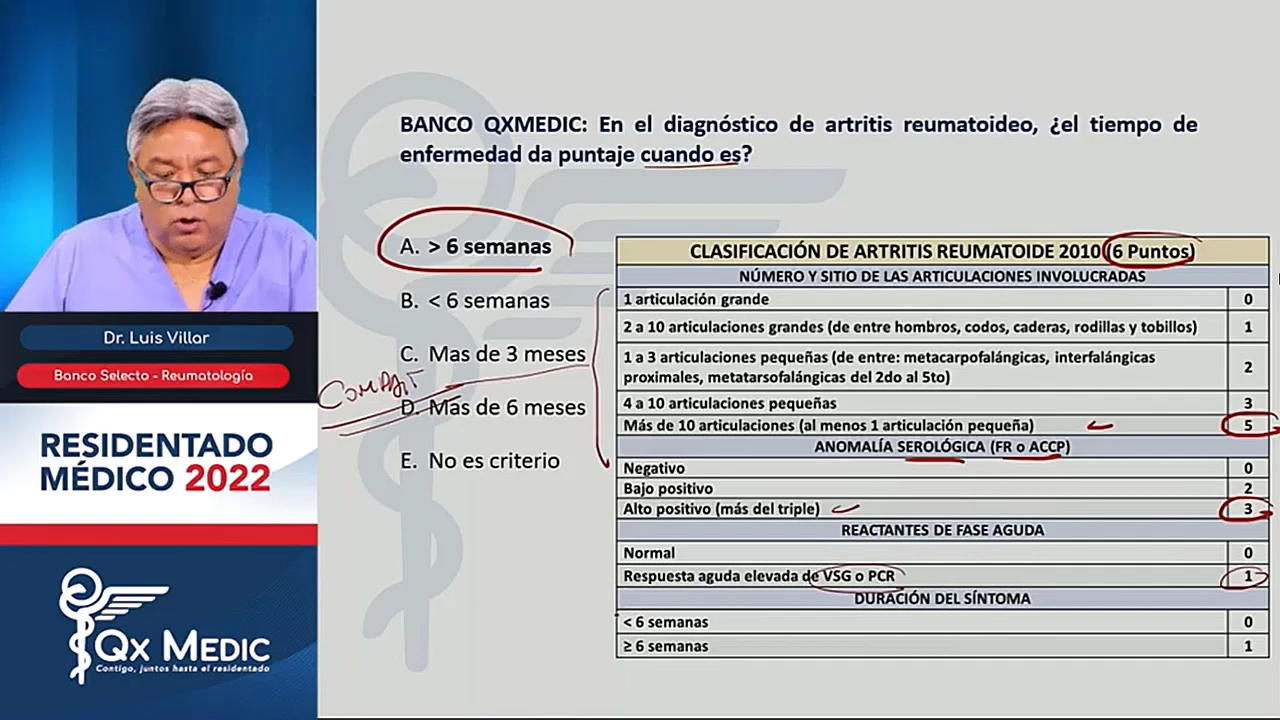 BANCO QXMEDIC: En el diagnóstico de artritis reumatoideo, ¿el tiempo de
enfermedad da puntaje cuando es?
A. > 6 semanas
B. < 6 semanas
C. Mas de 3 meses
D. Mas de 6 meses
E. No es criterio
CLASIFICACIÓN DE ARTRITIS REUMATOIDE 2010 (6 Puntos)
NÚMERO Y SITIO DE LAS ARTICULACIONES INVOLUCRADAS
1 articulación grande 0
2 a 10 articulaciones grandes (de entre hombros, codos, caderas, rodillas y tobillos) 1
1 a 3 articulaciones pequeñas (de entre: metacarpofalángicas, interfalángicas
proximales, metatarsofalángicas del 2do al 5to) 2
4 a 10 articulaciones pequeñas 3
Más de 10 articulaciones (al menos 1 articulación pequeña) 5
ANOMALÍA SEROLÓGICA (FR o ACCP)
Negativo 0
Bajo positivo 2
Alto positivo (más del triple) 3
REACTANTES DE FASE AGUDA
Normal 0
Respuesta aguda elevada de VSG o PCR 1
DURACIÓN DEL SÍNTOMA
< 6 semanas 0
≥ 6 semanas 1
Dr. Luis Villar
Banco Selecto - Reumatología
RESIDENTADO
MÉDICO 2022
QX MEDIC
Contigo, juntos hasta el residentado